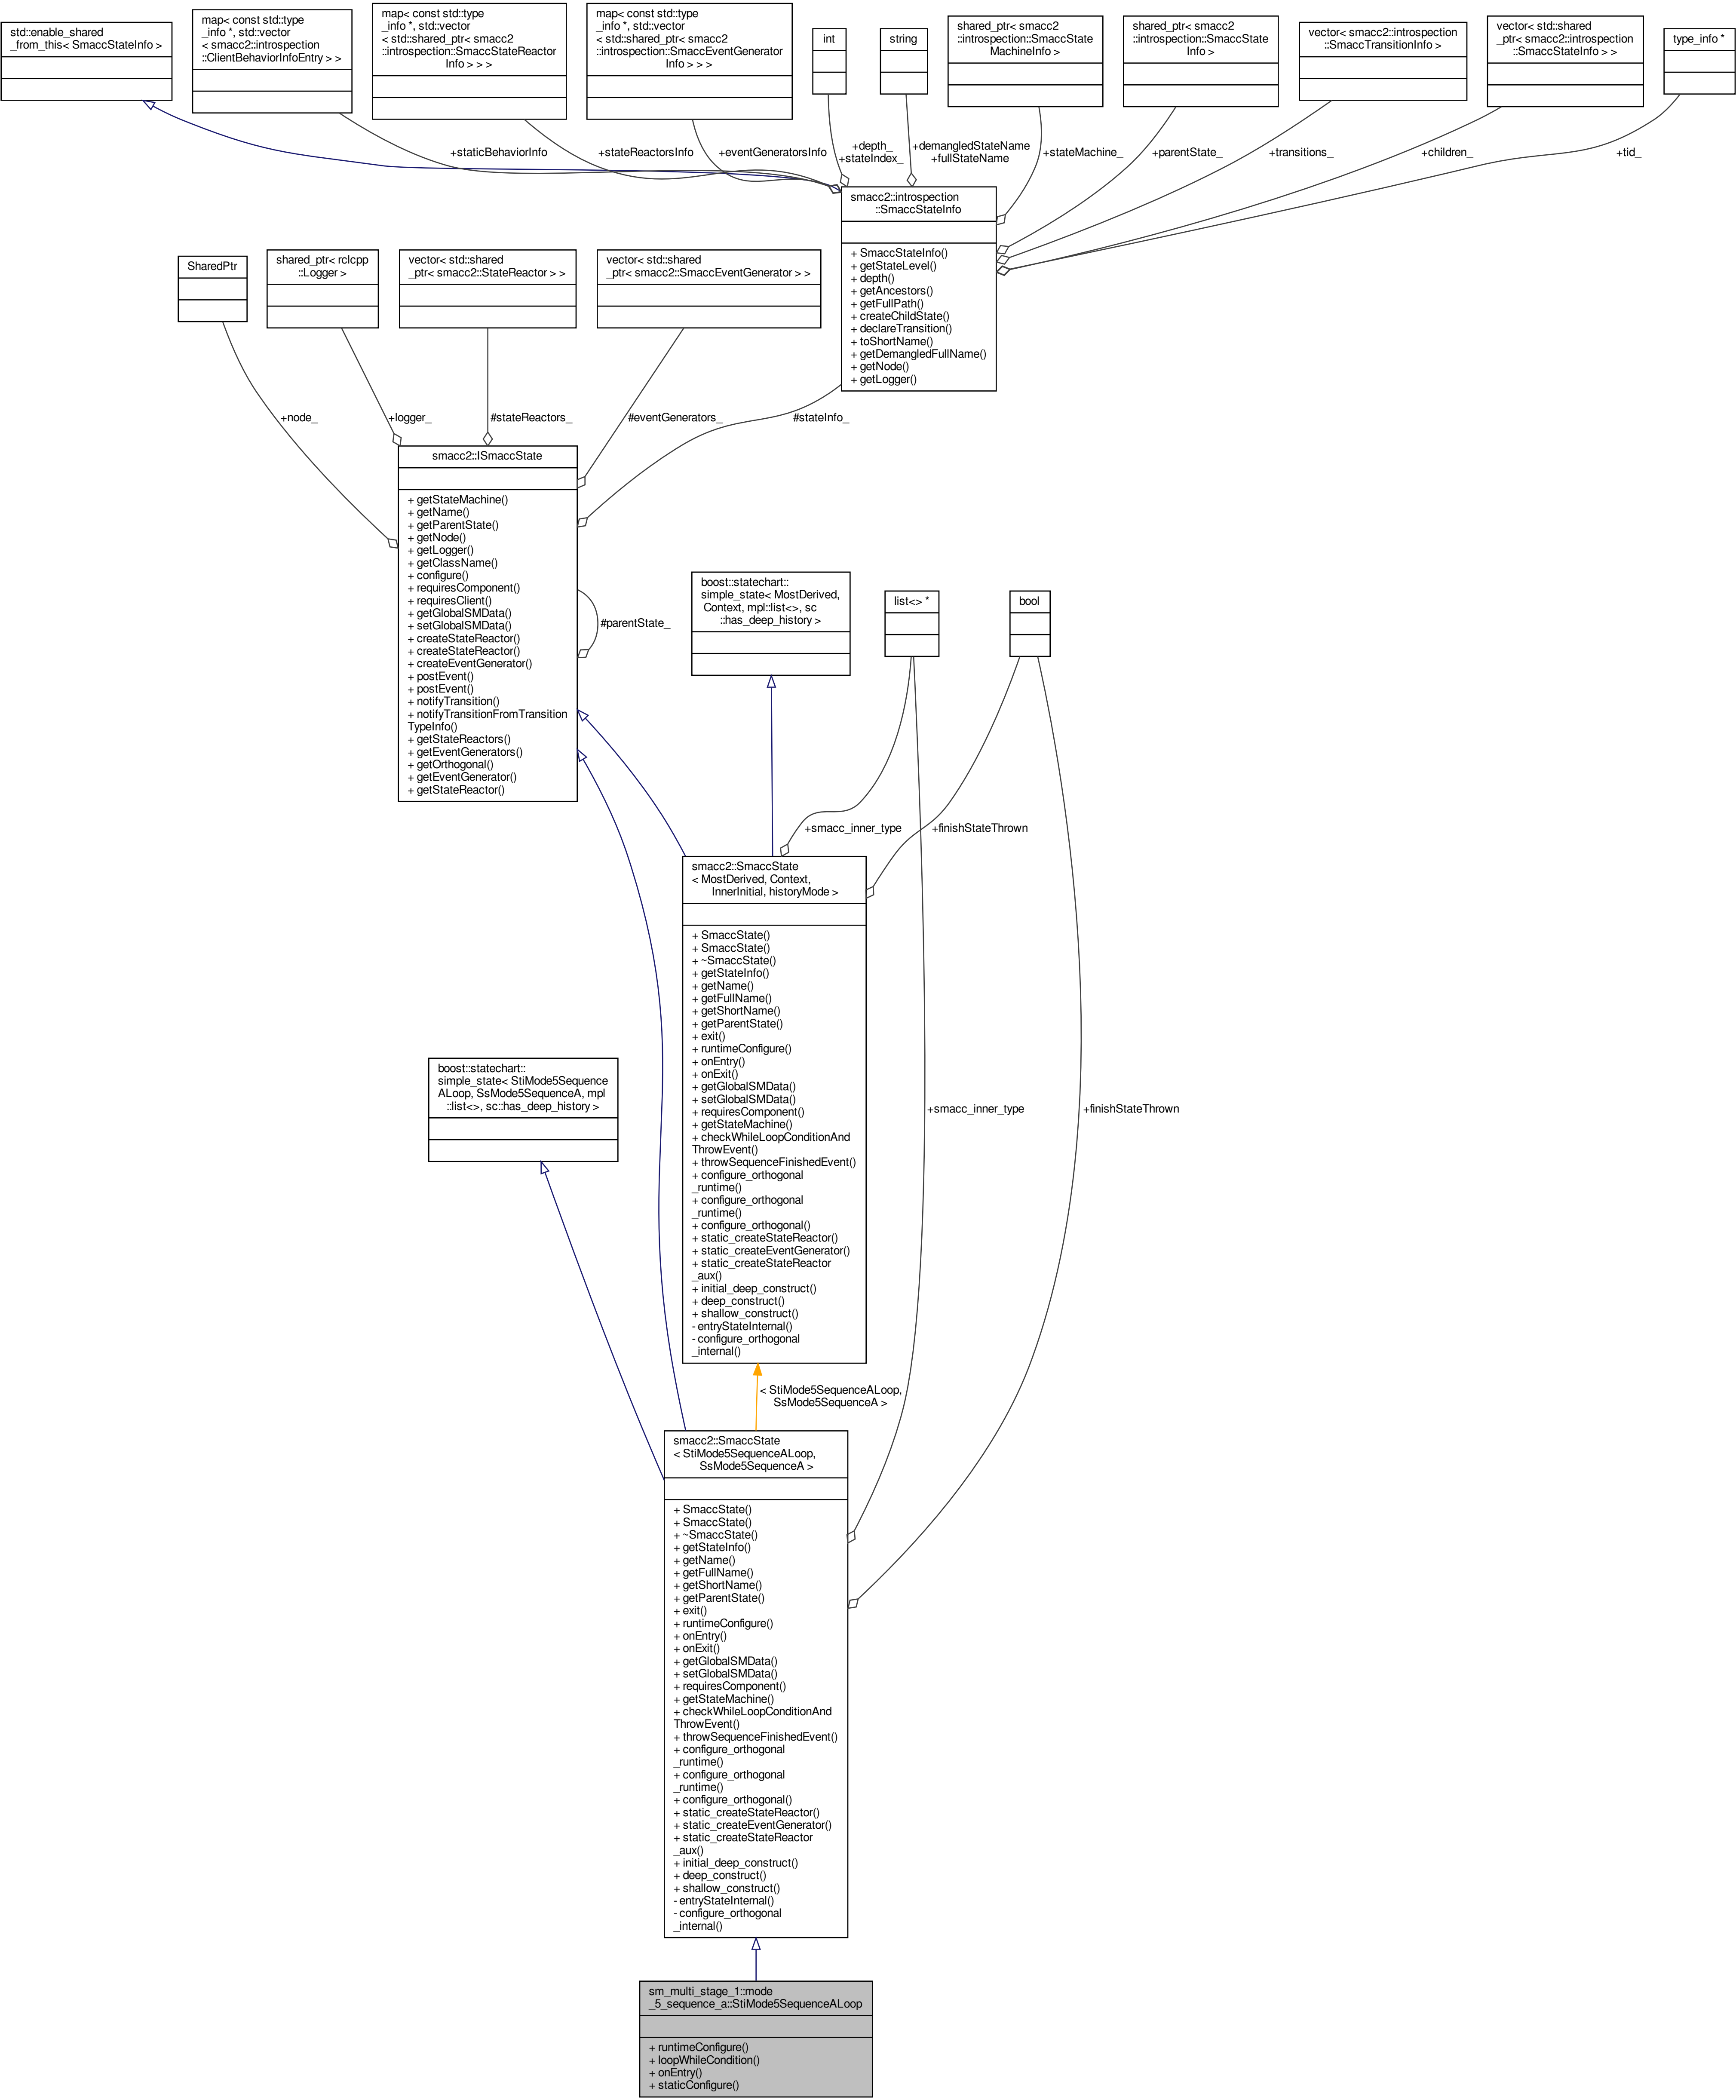 std::enable_shared
_from_this< SmaccStateInfo >
map< const std::type
_info *, std::vector
< smacc2::introspection
::ClientBehaviorInfoEntry > >
map< const std::type
_info *, std::vector
< std::shared_ptr< smacc2
::introspection::SmaccStateReactor
Info > > >
map< const std::type
_info *, std::vector
< std::shared_ptr< smacc2
::introspection::SmaccEventGenerator
Info > > >
int
string
shared_ptr< smacc2
::introspection::SmaccState
MachineInfo >
shared_ptr< smacc2
::introspection::SmaccState
Info >
vector< smacc2::introspection
::SmaccTransitionInfo >
vector< std::shared
_ptr< smacc2::introspection
::SmaccStateInfo > >
type_info *
+staticBehaviorInfo
+stateReactorsInfo
+eventGeneratorsInfo
+depth_
+stateIndex_
+demangledStateName
+fullStateName
+stateMachine_
+parentState_
+transitions_
+children_
+tid_
smacc2::introspection
::SmaccStateInfo
+ SmaccStateInfo()
+ getStateLevel()
+ depth()
+ getAncestors()
+ getFullPath()
+ createChildState()
+ declareTransition()
+ toShortName()
+ getDemangledFullName()
+ getNode()
+ getLogger()
SharedPtr
shared_ptr< rclcpp
::Logger >
vector< std::shared
_ptr< smacc2::StateReactor > >
vector< std::shared
_ptr< smacc2::SmaccEventGenerator > >
+node_
+logger_
#stateReactors_
#eventGenerators_
#stateInfo_
smacc2::ISmaccState
+ getStateMachine()
+ getName()
+ getParentState()
+ getNode()
+ getLogger()
+ getClassName()
+ configure()
+ requiresComponent()
+ requiresClient()
+ getGlobalSMData()
+ setGlobalSMData()
+ createStateReactor()
+ createStateReactor()
+ createEventGenerator()
+ postEvent()
+ postEvent()
+ notifyTransition()
+ notifyTransitionFromTransition
TypeInfo()
+ getStateReactors()
+ getEventGenerators()
+ getOrthogonal()
+ getEventGenerator()
+ getStateReactor()
#parentState_
boost::statechart::
simple_state< MostDerived,
Context, mpl::list<>, sc
::has_deep_history >
list<> *
bool
+smacc_inner_type
+finishStateThrown
smacc2::SmaccState
< MostDerived, Context,
InnerInitial, historyMode >
+ SmaccState()
+ SmaccState()
+ ~SmaccState()
+ getStateInfo()
+ getName()
+ getFullName()
+ getShortName()
+ getParentState()
+ exit()
+ runtimeConfigure()
+ onEntry()
+ onExit()
+ getGlobalSMData()
+ setGlobalSMData()
+ requiresComponent()
+ getStateMachine()
+ checkWhileLoopConditionAnd
ThrowEvent()
+ throwSequenceFinishedEvent()
+ configure_orthogonal
_runtime()
+ configure_orthogonal
_runtime()
+ configure_orthogonal()
+ static_createStateReactor()
+ static_createEventGenerator()
+ static_createStateReactor
_aux()
+ initial_deep_construct()
+ deep_construct()
+ shallow_construct()
- entryStateInternal()
- configure_orthogonal
_internal()
boost::statechart::
simple_state< StiMode5Sequence
ALoop, SsMode5SequenceA, mpl
::list<>, sc::has_deep_history >
+smacc_inner_type
+finishStateThrown
< StiMode5SequenceALoop,
SsMode5SequenceA >
smacc2::SmaccState
< StiMode5SequenceALoop,
SsMode5SequenceA >
+ SmaccState()
+ SmaccState()
+ ~SmaccState()
+ getStateInfo()
+ getName()
+ getFullName()
+ getShortName()
+ getParentState()
+ exit()
+ runtimeConfigure()
+ onEntry()
+ onExit()
+ getGlobalSMData()
+ setGlobalSMData()
+ requiresComponent()
+ getStateMachine()
+ checkWhileLoopConditionAnd
ThrowEvent()
+ throwSequenceFinishedEvent()
+ configure_orthogonal
_runtime()
+ configure_orthogonal
_runtime()
+ configure_orthogonal()
+ static_createStateReactor()
+ static_createEventGenerator()
+ static_createStateReactor
_aux()
+ initial_deep_construct()
+ deep_construct()
+ shallow_construct()
- entryStateInternal()
- configure_orthogonal
_internal()
sm_multi_stage_1::mode
_5_sequence_a::StiMode5SequenceALoop
+ runtimeConfigure()
+ loopWhileCondition()
+ onEntry()
+ staticConfigure()